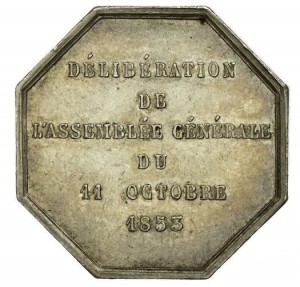 DÉLIBÉRATION
DE
L'ASSEMBLÉE GÉNÉRALE
DU
11 OCTOBRE
1853